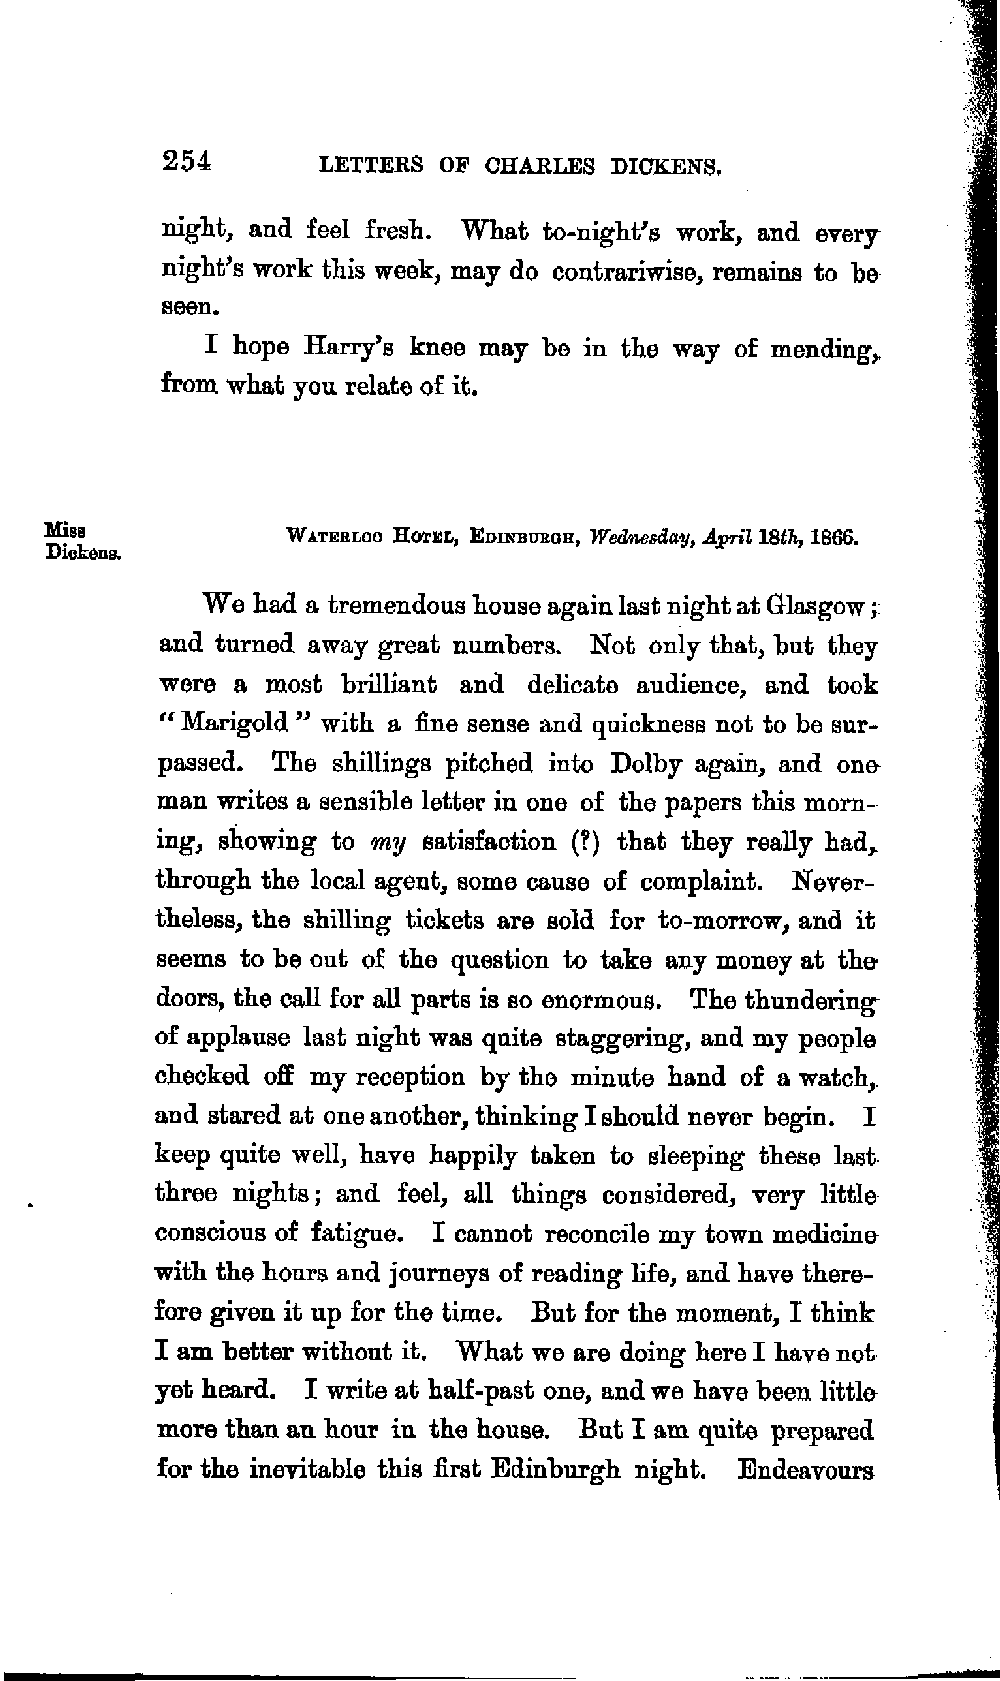 254 LETTERS OF CHARLES DICKENS.
night, and feel fresh. What to-night's work, and every
night's work this week, may do contrariwise, remains to be
seen.
I hope Harry's knee may be in the way of mending,
from what you relate of it.
Miss
Dickens.
WATERLOO HOTEL, EDINBURGH, Wednesday, April 18th, 1866.
We had a tremendous house again last night at Glasgow;
and turned away great numbers. Not only that, but they
were a most brilliant and delicate audience, and took
"Marigold" with a fine sense and quickness not to be sur-
passed. The shillings pitched into Dolby again, and one
man writes a sensible letter in one of the papers this morn-
ing, showing to my satisfaction (?) that they really had,
through the local agent, some cause of complaint. Never-
theless, the shilling tickets are sold for to-morrow, and it
seems to be out of the question to take any money at the
doors, the call for all parts is so enormous. The thundering
of applause last night was quite staggering, and my people
checked off my reception by the minute hand of a watch,
and stared at one another, thinking I should never begin. I
keep quite well, have happily taken to sleeping these last
three nights; and feel, all things considered, very little
conscious of fatigue. I cannot reconcile my town medicine
with the hours and journeys of reading life, and have there-
fore given it up for the time. But for the moment, I think
I am better without it. What we are doing here I have not
yet heard. I write at half-past one, and we have been little
more than an hour in the house. But I am quite prepared
for the inevitable this first Edinburgh night. Endeavours